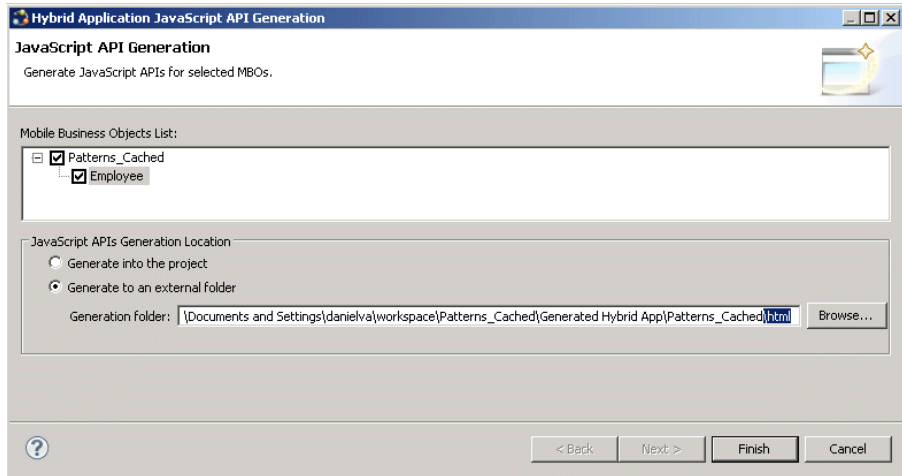 Hybrid Application JavaScript API Generation
JavaScript API Generation
Generate JavaScript APIs for selected MBOs.
Mobile Business Objects List:
Patterns_Cached
Employee
JavaScript APIs Generation Location
Generate into the project
Generate to an external folder
Generation folder: \Documents and Settings\danielva\workspace\Patterns_Cached\Generated Hybrid App\Patterns_Cached\html Browse...
? < Back Next > Finish Cancel